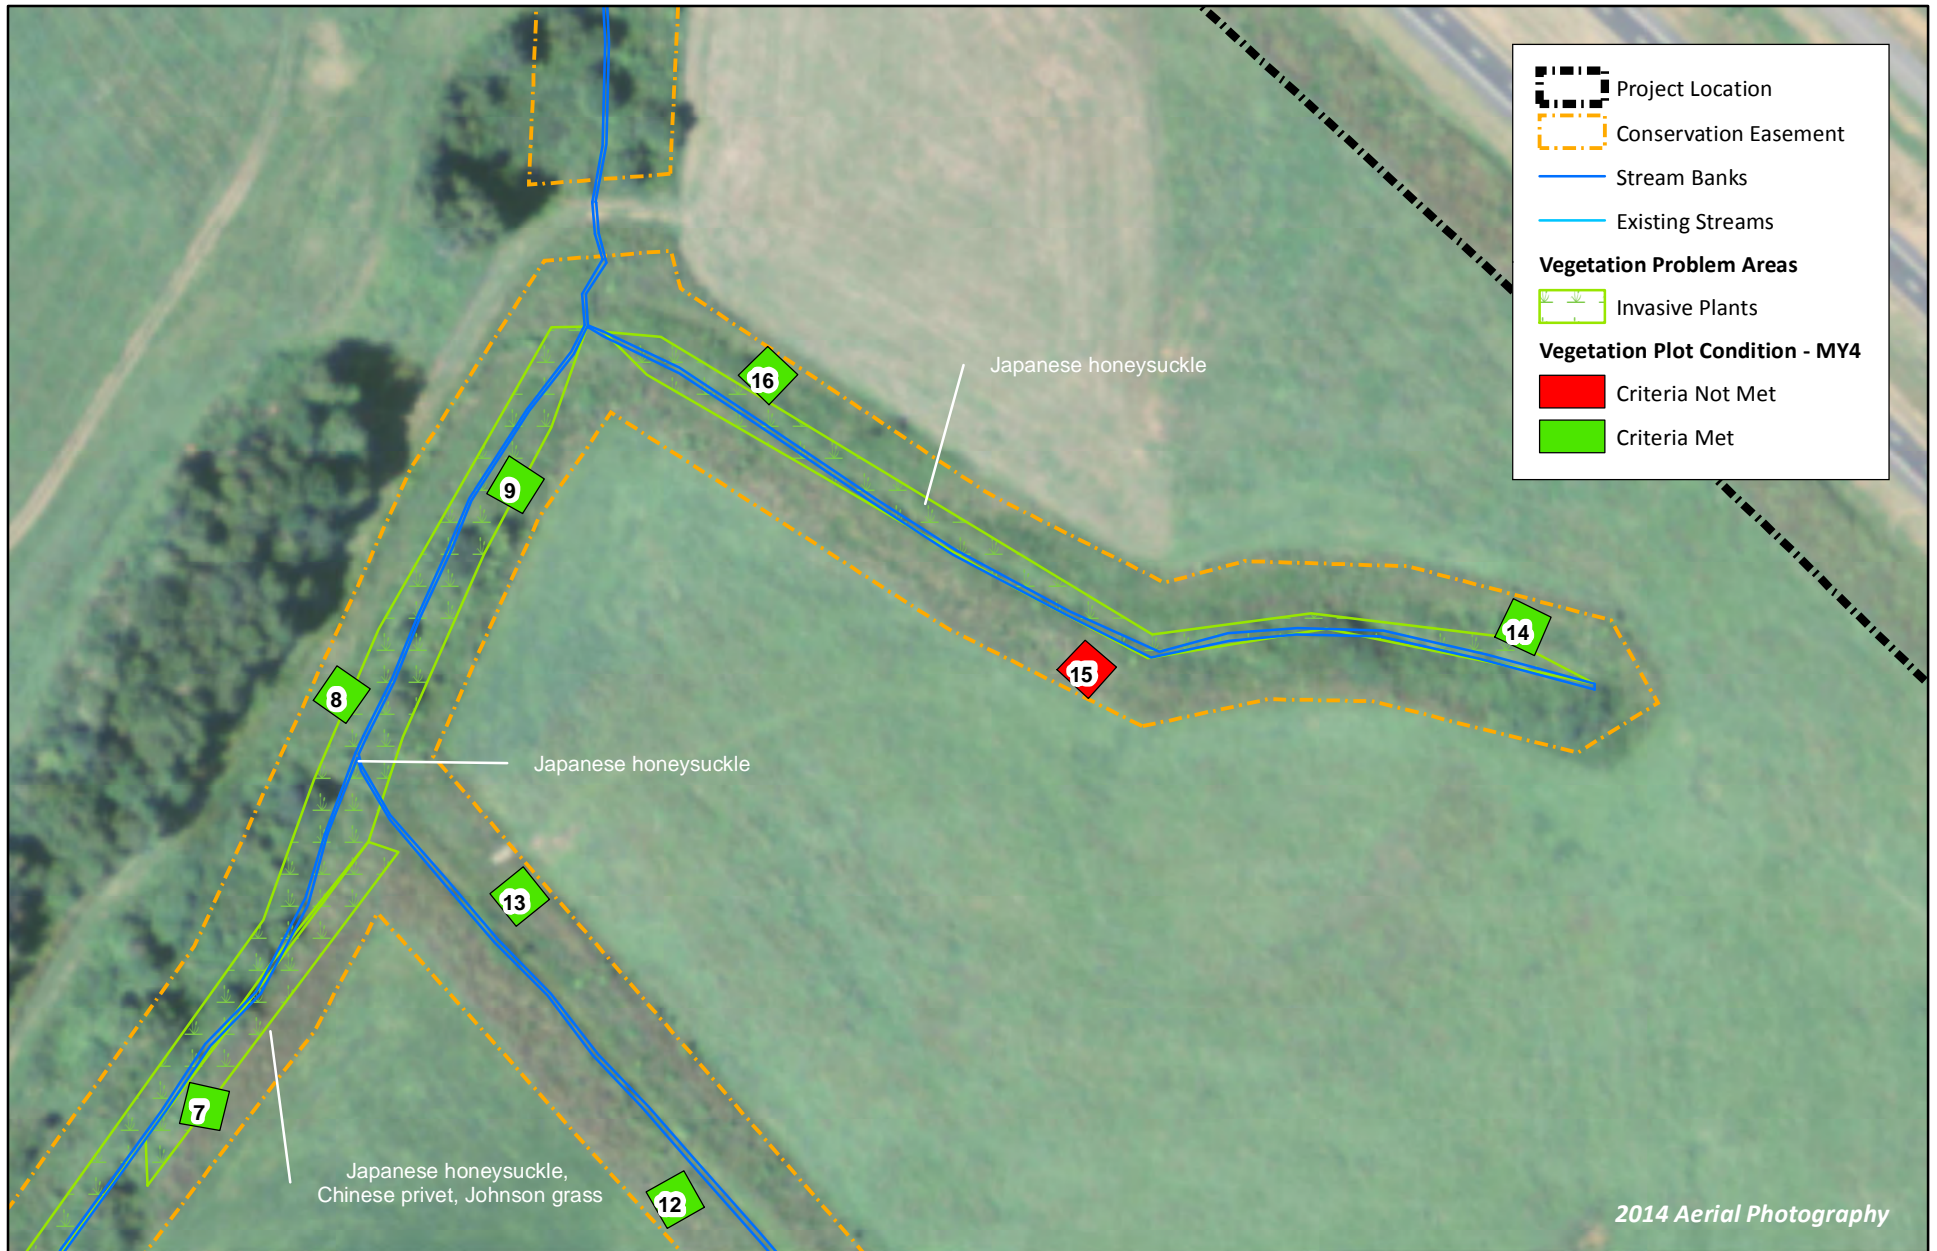 Project Location
Conservation Easement
Stream Banks
Existing Streams
Vegetation Problem Areas
Invasive Plants
Vegetation Plot Condition - MY4
Criteria Not Met
Criteria Met
16
Japanese honeysuckle
9
14
15
8
Japanese honeysuckle
13
7
Japanese honeysuckle,
Chinese privet, Johnson grass
12
2014 Aerial Photography